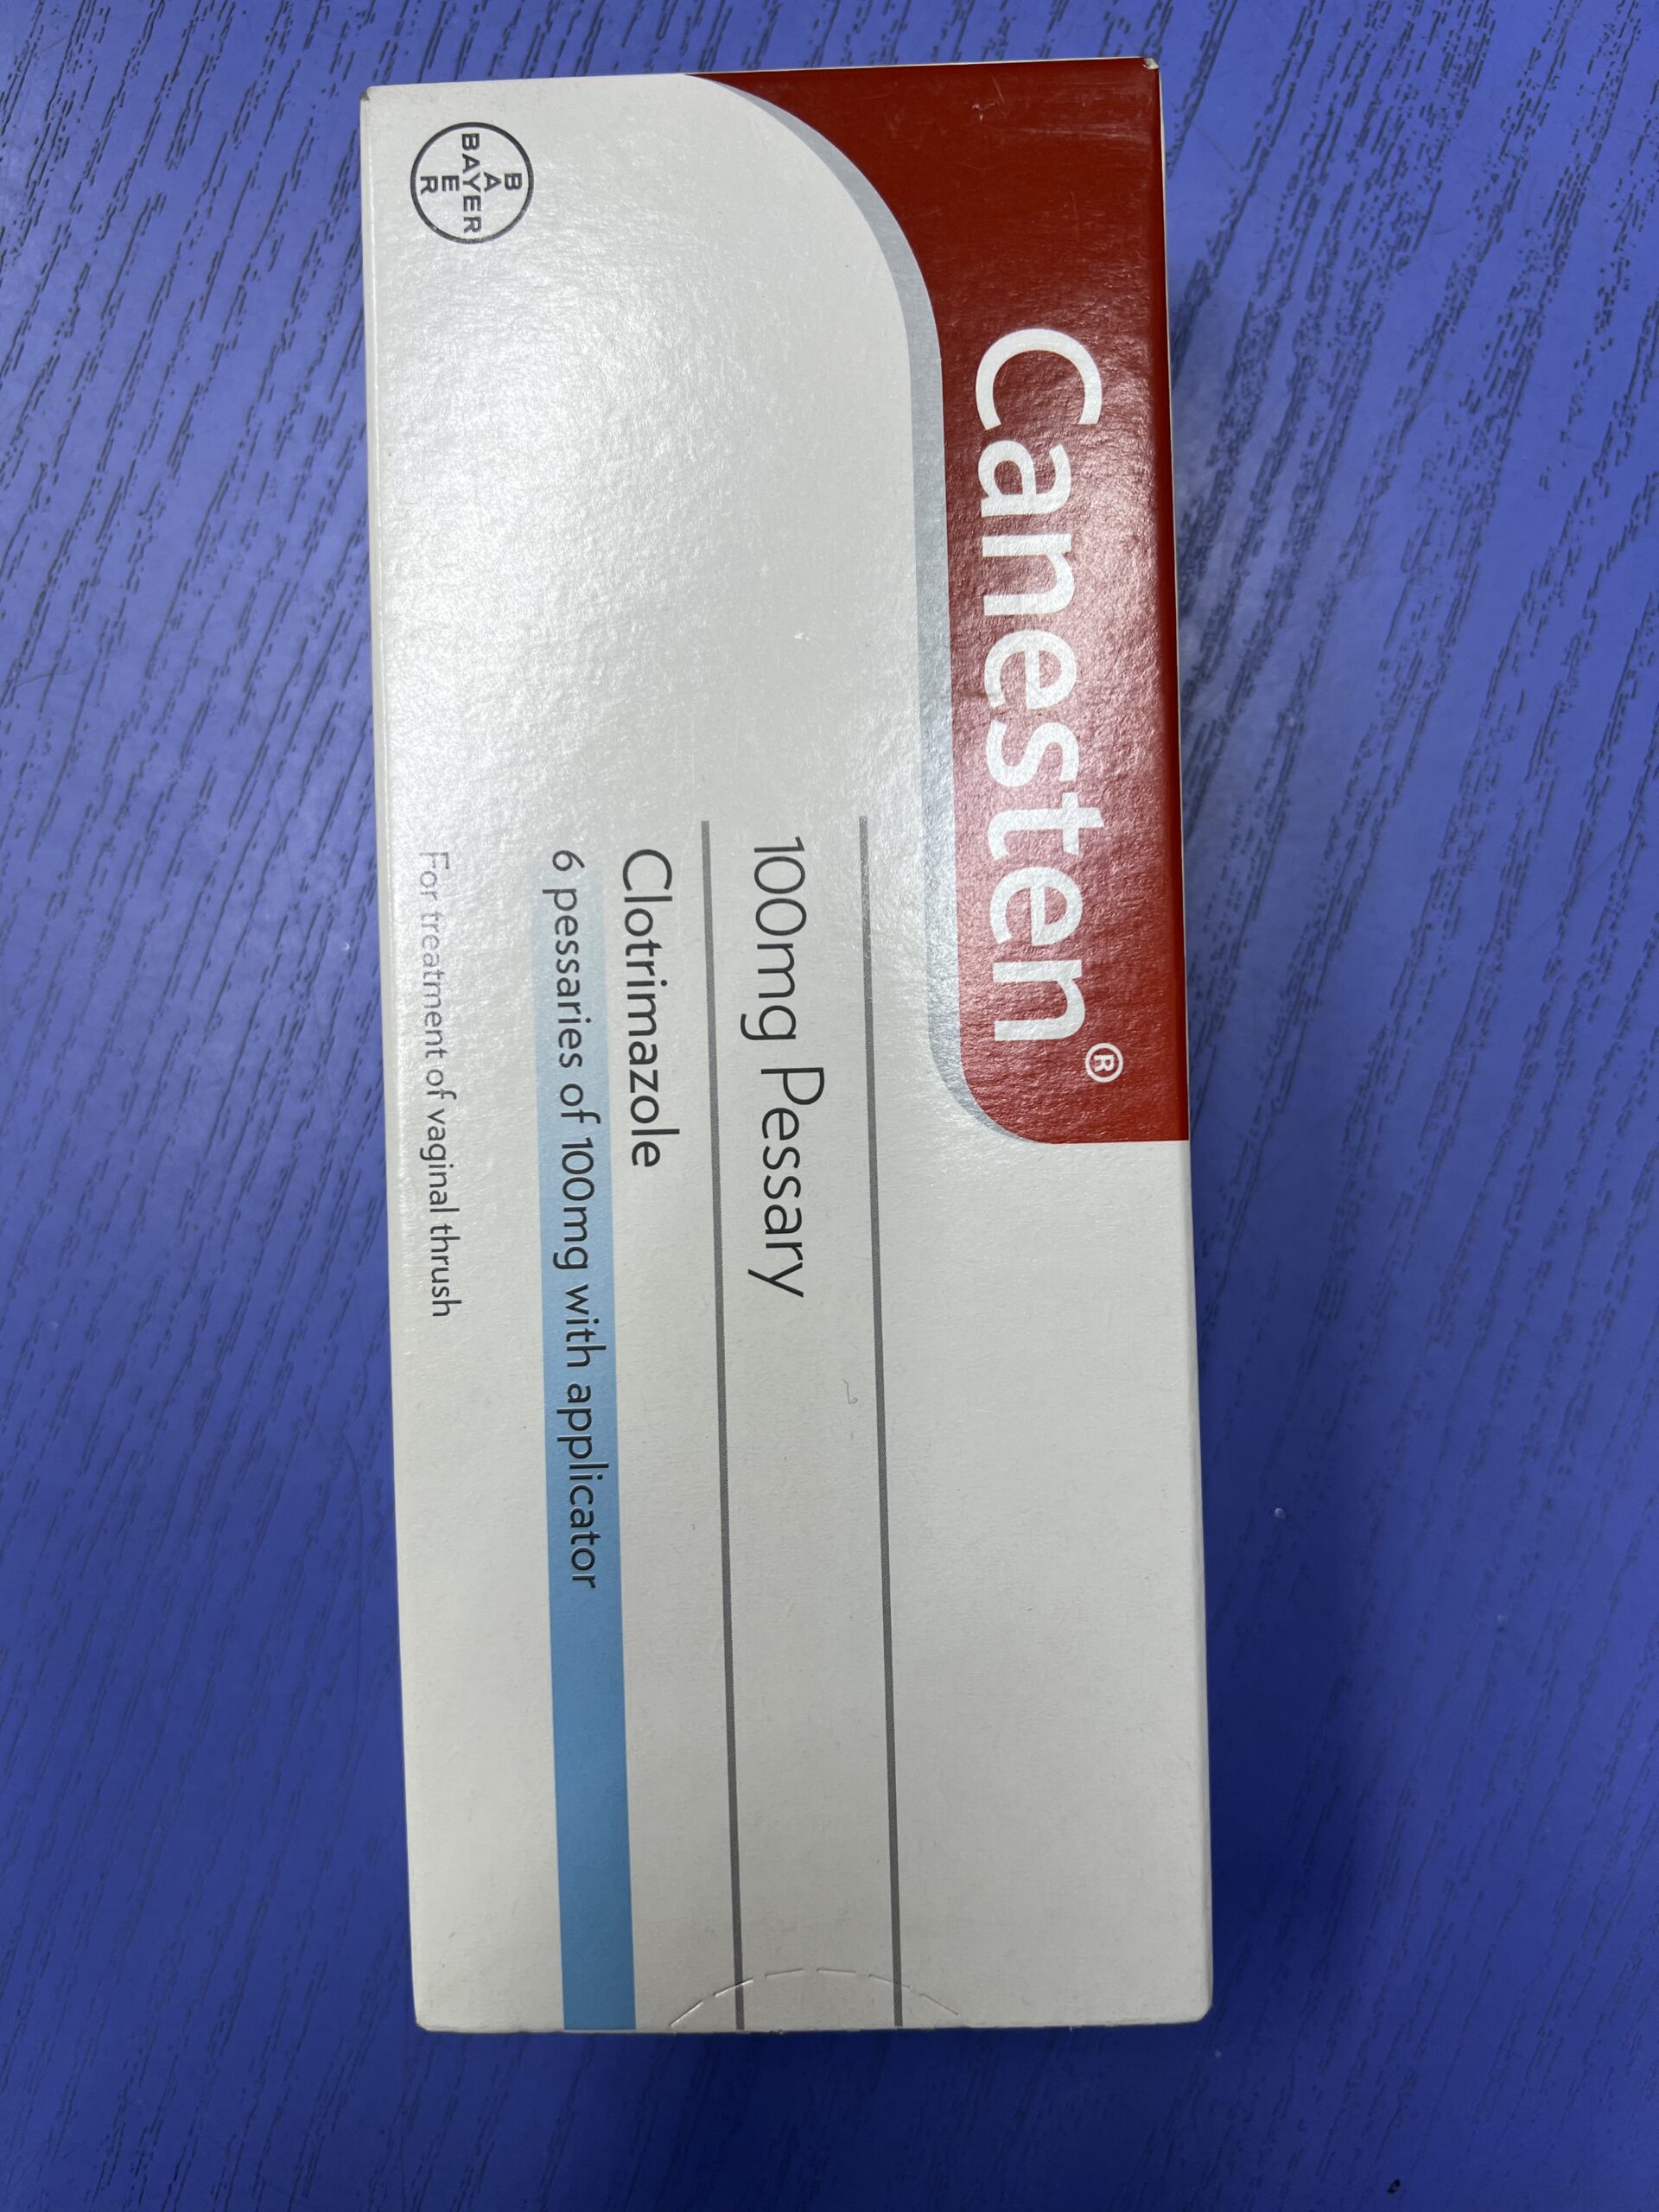 Canesten®
100mg Pessary
Clotrimazole
6 pessaries of 100mg with applicator
For treatment of vaginal thrush
B
A
BAYER
E
R